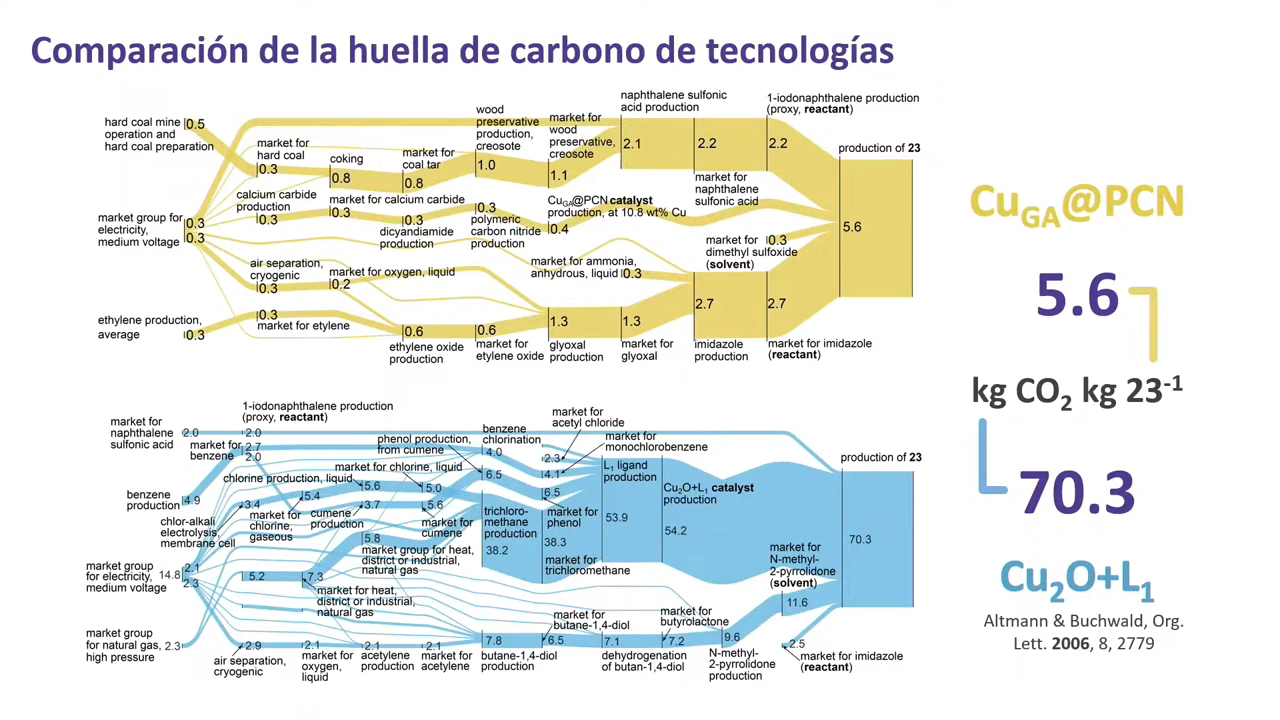 Comparación de la huella de carbono de tecnologías
hard coal mine
operation and
hard coal preparation
0.5
market for
hard coal
0.3
coking
0.8
market for
coal tar
0.8
wood
preservative
production,
creosote
1.0
market for
wood
preservative,
creosote
1.1
naphthalene sulfonic
acid production
2.1
2.2
market for
naphthalene
sulfonic acid
1-iodonaphthalene production
(proxy, reactant)
2.2
production of 23
5.6
calcium carbide
production
0.3
market for calcium carbide
0.3
0.3
dicyandiamide
production
0.3
polymeric
carbon nitride
production
CuGA@PCN catalyst
production, at 10.8 wt% Cu
0.4
market group for
electricity,
medium voltage
0.3
0.3
market for
dimethyl sulfoxide
(solvent)
0.3
air separation,
cryogenic
0.3
market for oxygen, liquid
0.2
market for ammonia,
anhydrous, liquid
0.3
ethylene production,
average
0.3
0.3
market for etylene
0.6
ethylene oxide
production
0.6
market for
etylene oxide
1.3
glyoxal
production
1.3
market for
glyoxal
2.7
imidazole
production
2.7
market for imidazole
(reactant)
CuGA@PCN
5.6
kg CO2 kg 23-1
70.3
Cu2O+L1
Altmann & Buchwald, Org.
Lett. 2006, 8, 2779
market for
naphthalene
sulfonic acid
2.0
1-iodonaphthalene production
(proxy, reactant)
2.0
market for
benzene
2.7
2.0
benzene
production
4.9
chlorine production, liquid
3.4
chlor-alkali
electrolysis,
membrane cell
5.4
market for
chlorine,
gaseous
market for chlorine, liquid
5.6
5.0
cumene
production
3.7
5.6
market for
cumene
phenol production,
from cumene
6.5
benzene
chlorination
4.0
market for
acetyl chloride
2.3
market for
monochlorobenzene
4.1
6.5
market for
phenol
trichloro-
methane
production
38.2
38.3
market for
trichloromethane
L1 ligand
production
53.9
Cu2O+L1 catalyst
production
54.2
production of 23
70.3
5.8
market group for heat,
district or industrial,
natural gas
market group
for electricity,
medium voltage
14.8
2.1
2.3
5.2
7.3
market for heat,
district or industrial,
natural gas
market for
N-methyl-
2-pyrrolidone
(solvent)
11.6
market group
for natural gas,
high pressure
2.3
2.9
air separation,
cryogenic
2.1
market for
oxygen,
liquid
2.1
acetylene
production
2.1
market for
acetylene
7.8
butane-1,4-diol
production
market for
butane-1,4-diol
6.5
7.1
dehydrogenation
of butan-1,4-diol
market for
butyrolactone
7.2
9.6
N-methyl-
2-pyrrolidone
production
2.5
market for imidazole
(reactant)